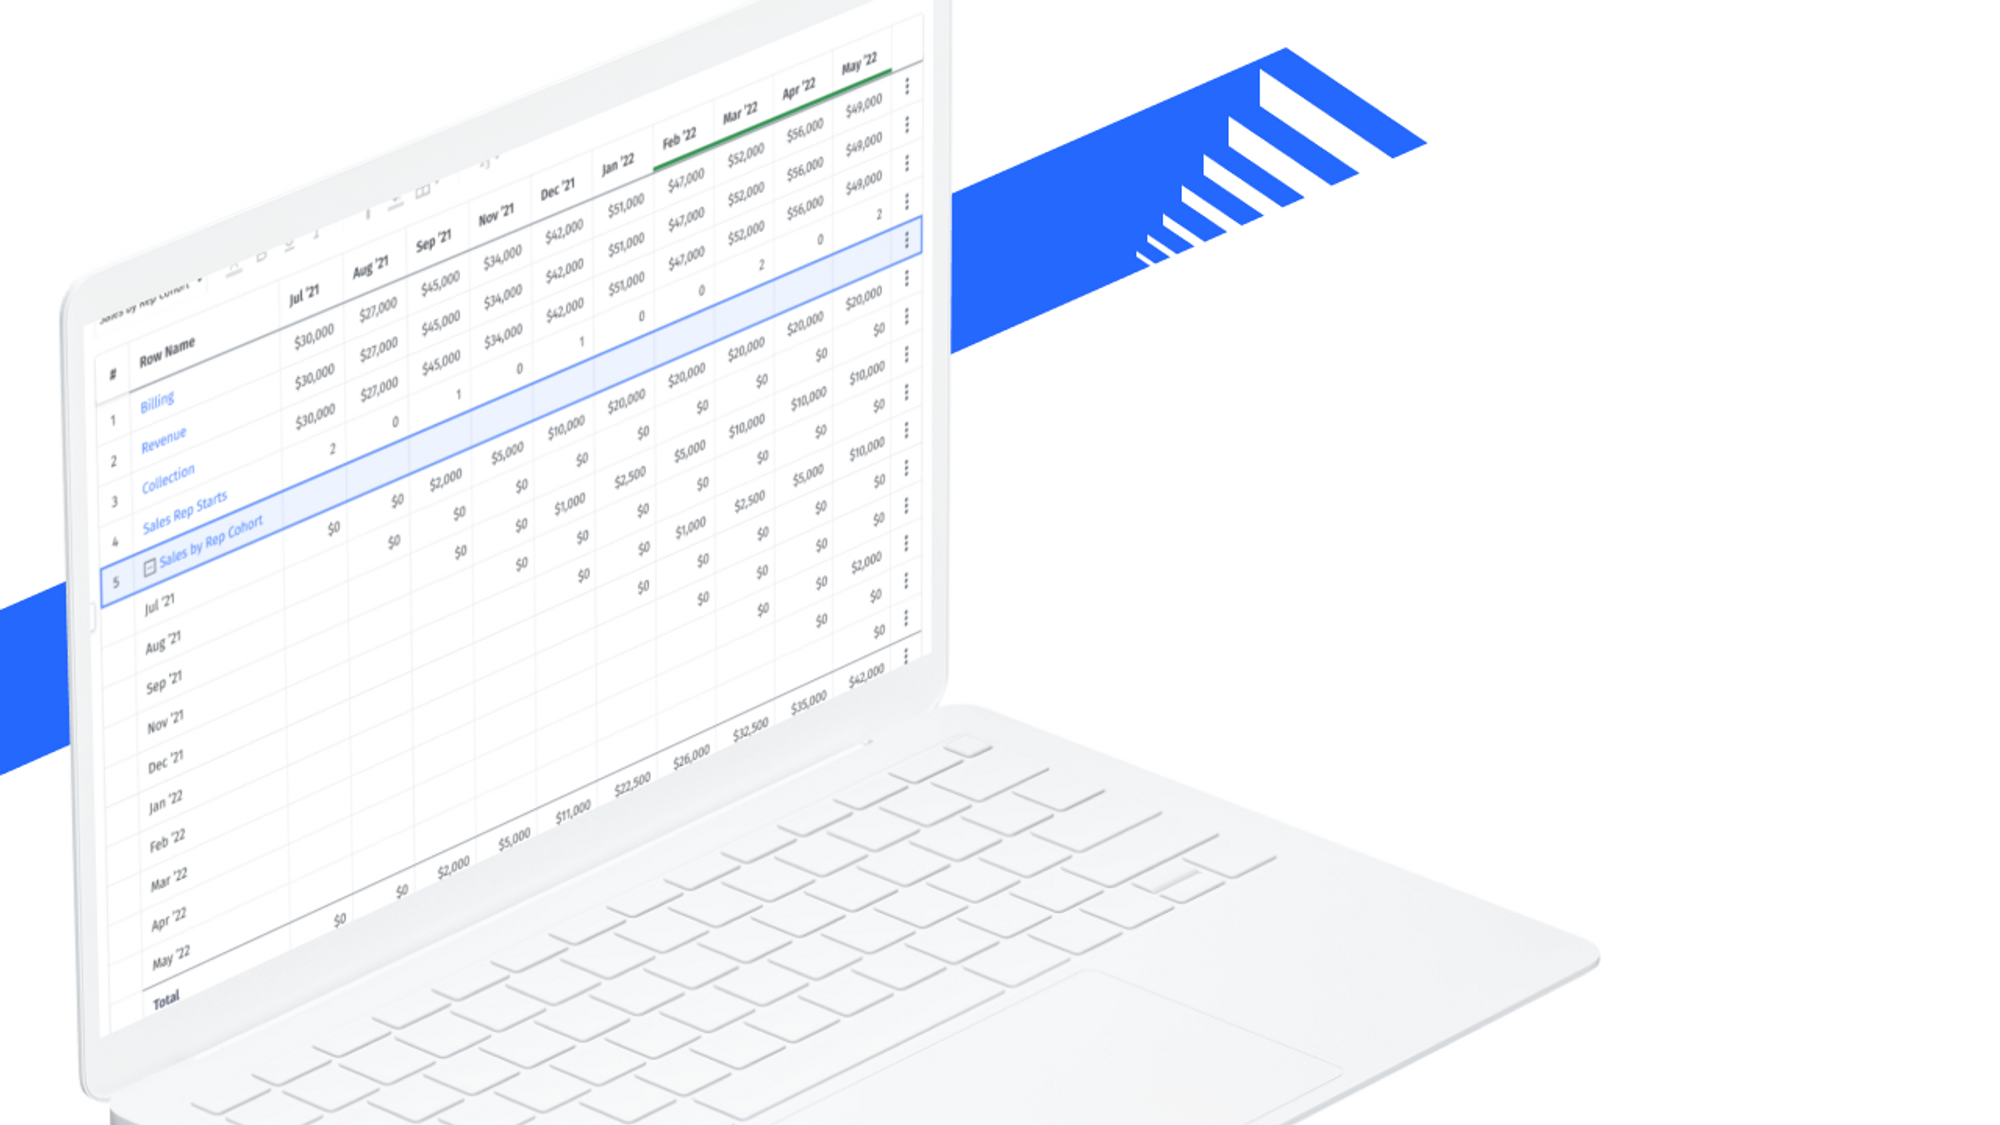 Sales by Rep Cohort
# Row Name Jul '21 Aug '21 Sep '21 Nov '21 Dec '21 Jan '22 Feb '22 Mar '22 Apr '22 May '22
1 Billing $30,000 $27,000 $45,000 $34,000 $42,000 $51,000 $47,000 $52,000 $56,000 $49,000
2 Revenue $30,000 $27,000 $45,000 $34,000 $42,000 $51,000 $47,000 $52,000 $56,000 $49,000
3 Collection $30,000 $27,000 $45,000 $34,000 $42,000 $51,000 $47,000 $52,000 $56,000 $49,000
4 Sales Rep Starts 2 0 1 0 1 0 0 2 0 2
5 Sales by Rep Cohort
Jul '21 $0 $0 $2,000 $5,000 $10,000 $20,000 $20,000 $20,000 $20,000 $20,000
Aug '21 $0 $0 $0 $0 $0 $0 $0 $0 $0
Sep '21 $0 $0 $1,000 $2,500 $5,000 $10,000 $10,000 $10,000
Nov '21 $0 $0 $0 $0 $0 $0 $0
Dec '21 $0 $0 $1,000 $2,500 $5,000 $10,000
Jan '22 $0 $0 $0 $0 $0
Feb '22 $0 $0 $0 $0
Mar '22 $0 $0 $2,000
Apr '22 $0 $0
May '22 $0
Total $0 $0 $2,000 $5,000 $11,000 $22,500 $26,000 $32,500 $35,000 $42,000